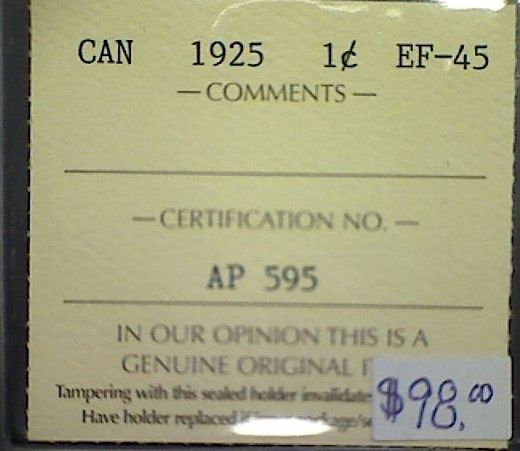 CAN 1925 1¢ EF-45
— COMMENTS —
— CERTIFICATION NO. —
AP 595
IN OUR OPINION THIS IS A
GENUINE ORIGINAL
Tampering with this sealed holder invalidate
Have holder replaced
$98.00